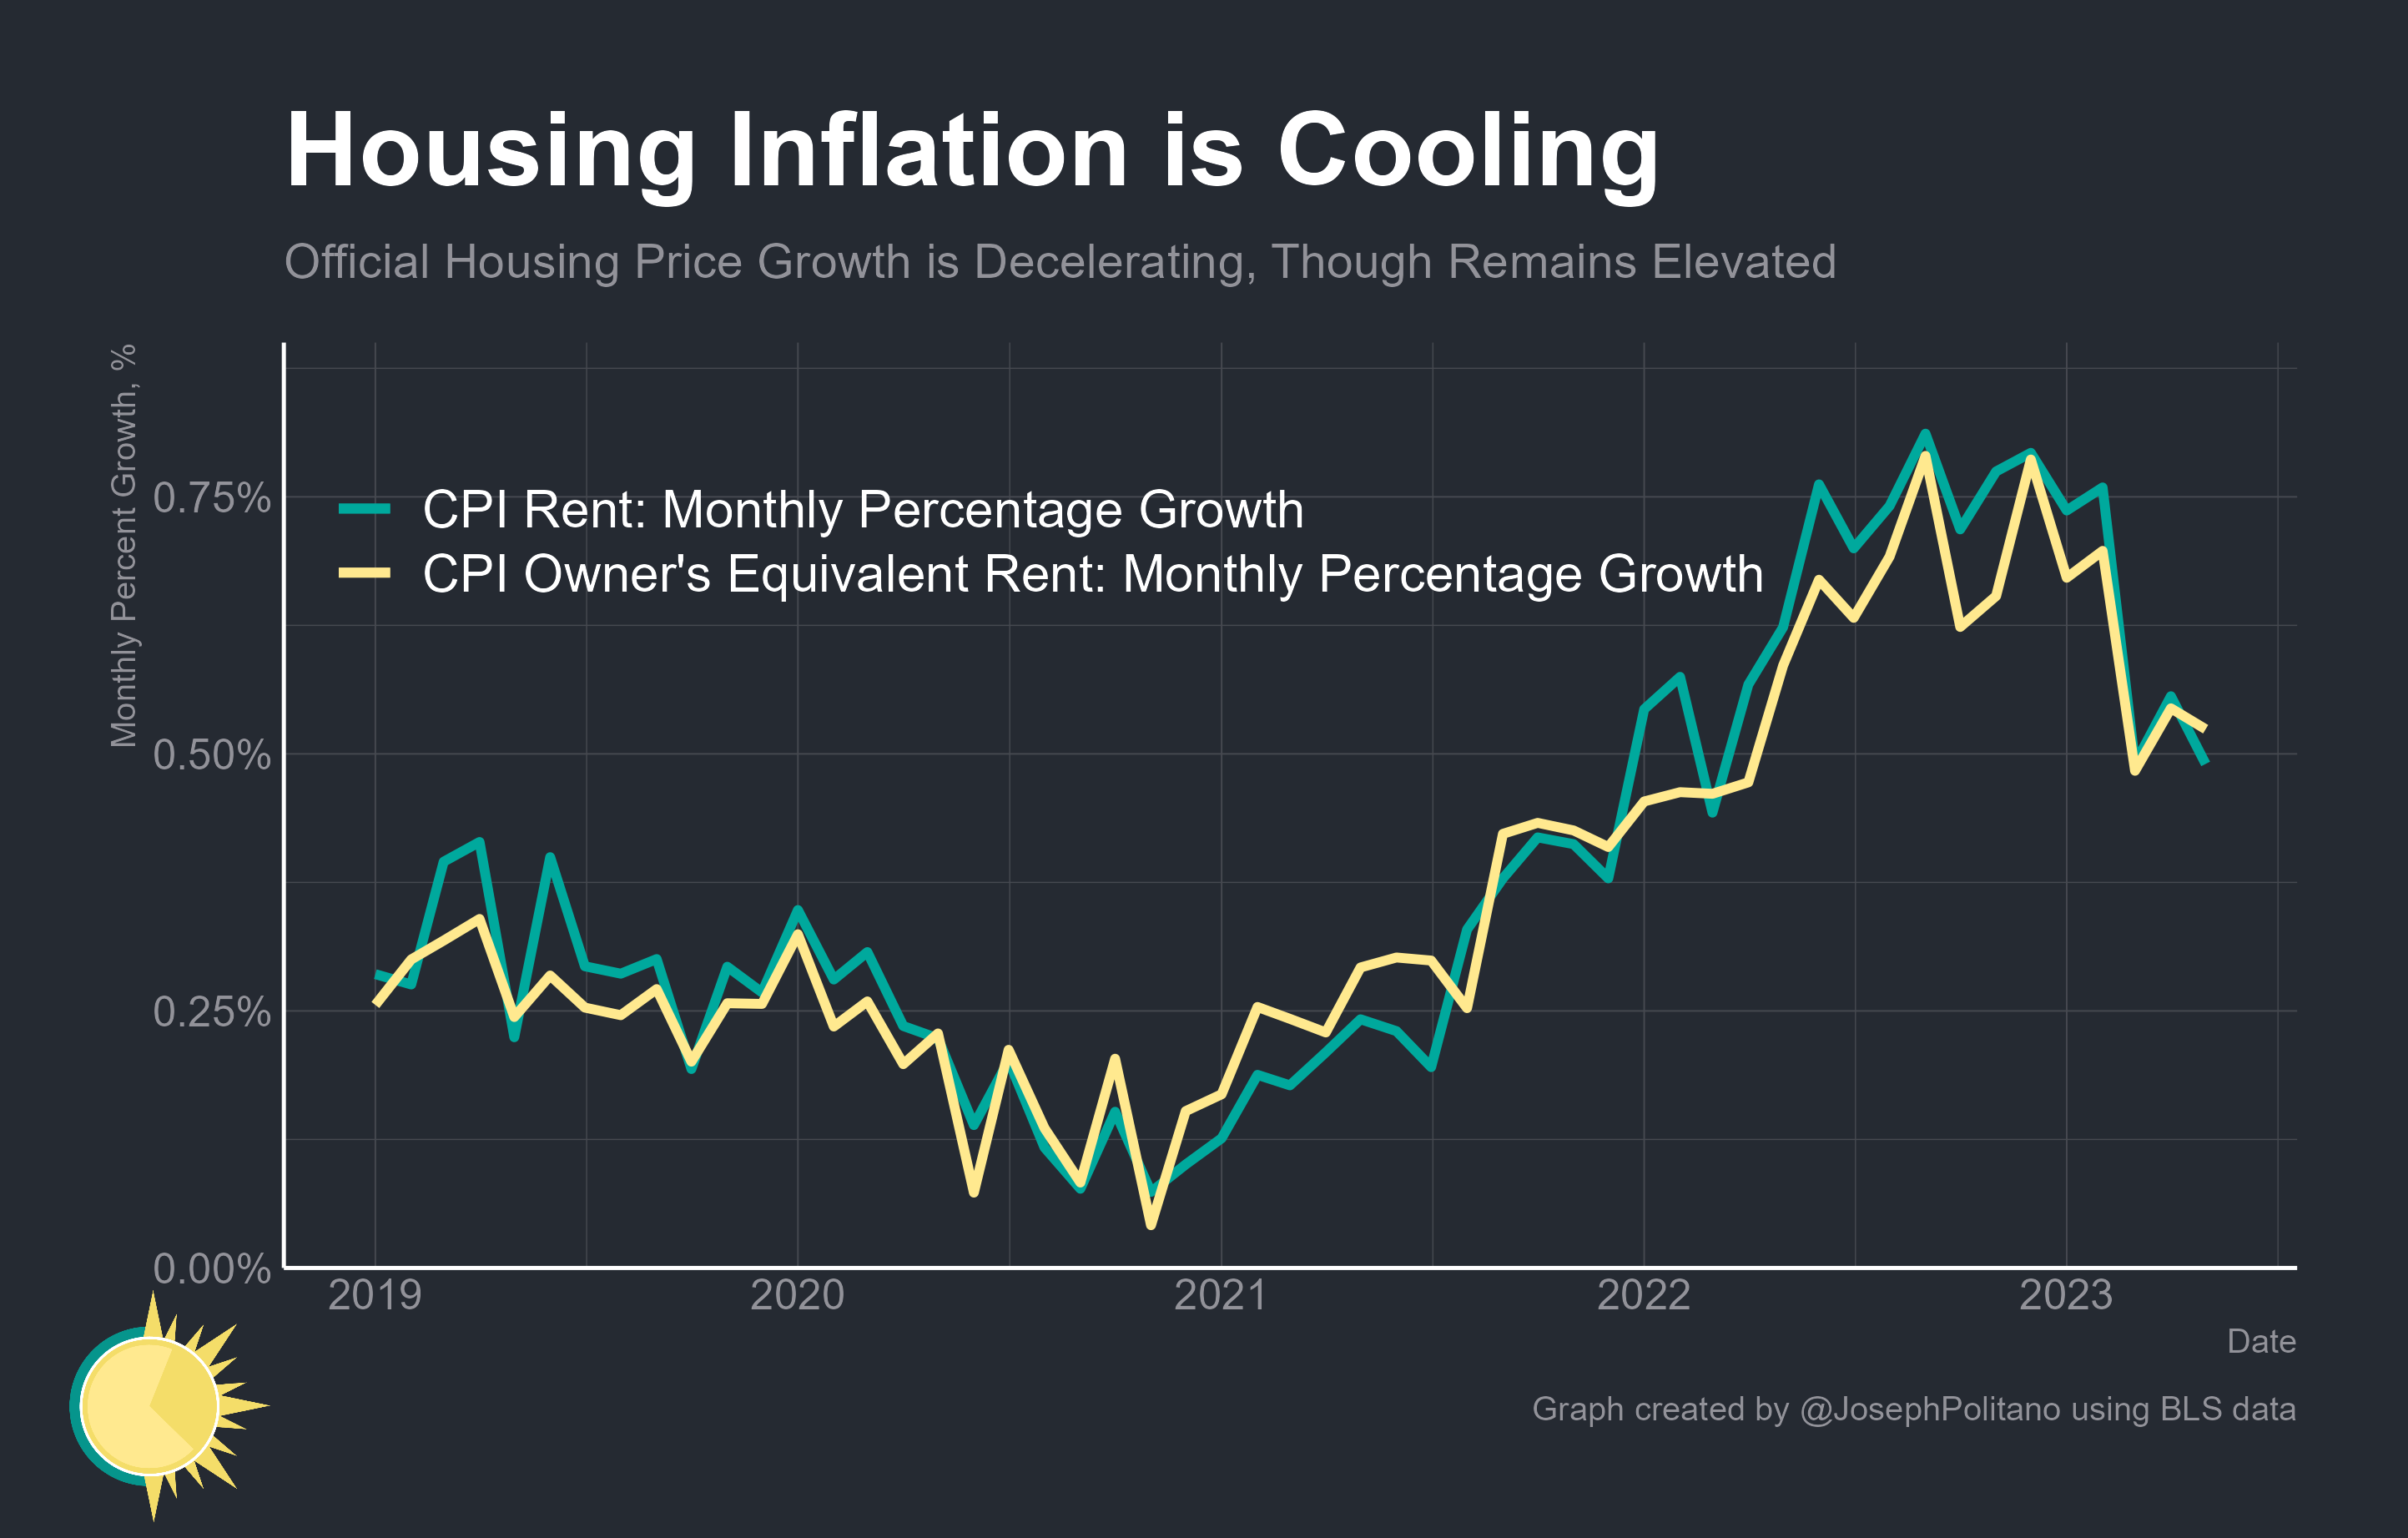 Housing Inflation is Cooling
Official Housing Price Growth is Decelerating, Though Remains Elevated
Monthly Percent Growth, %
CPI Rent: Monthly Percentage Growth
CPI Owner's Equivalent Rent: Monthly Percentage Growth
0.75%
0.50%
0.25%
0.00%
2019 2020 2021 2022 2023
Date
Graph created by @JosephPolitano using BLS data